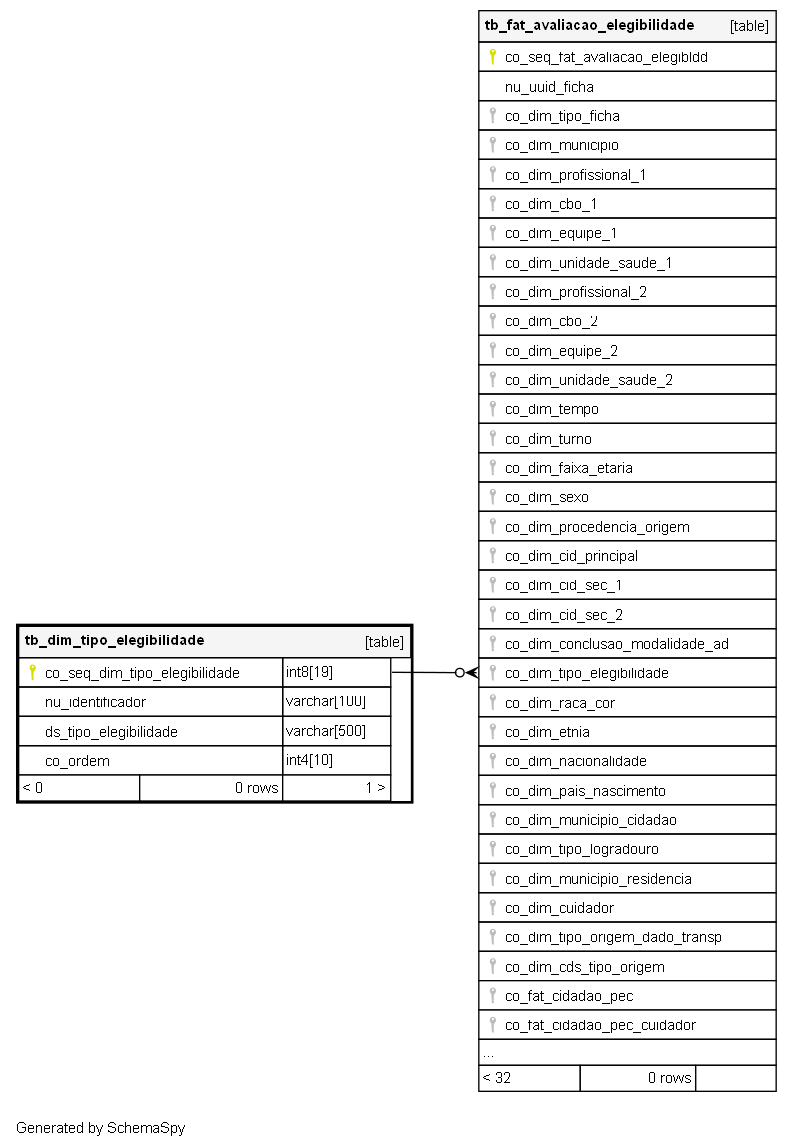 tb_fat_avaliacao_elegibilidade [table]
co_seq_fat_avaliacao_elegibldd
nu_uuid_ficha
co_dim_tipo_ficha
co_dim_municipio
co_dim_profissional_1
co_dim_cbo_1
co_dim_equipe_1
co_dim_unidade_saude_1
co_dim_profissional_2
co_dim_cbo_2
co_dim_equipe_2
co_dim_unidade_saude_2
co_dim_tempo
co_dim_turno
co_dim_faixa_etaria
co_dim_sexo
co_dim_procedencia_origem
co_dim_cid_principal
co_dim_cid_sec_1
co_dim_cid_sec_2
co_dim_conclusao_modalidade_ad
co_dim_tipo_elegibilidade
co_dim_raca_cor
co_dim_etnia
co_dim_nacionalidade
co_dim_pais_nascimento
co_dim_municipio_cidadao
co_dim_tipo_logradouro
co_dim_municipio_residencia
co_dim_cuidador
co_dim_tipo_origem_dado_transp
co_dim_cds_tipo_origem
co_fat_cidadao_pec
co_fat_cidadao_pec_cuidador
...
< 32 0 rows
tb_dim_tipo_elegibilidade [table]
co_seq_dim_tipo_elegibilidade int8[19]
nu_identificador varchar[100]
ds_tipo_elegibilidade varchar[500]
co_ordem int4[10]
< 0 0 rows 1 >
Generated by SchemaSpy